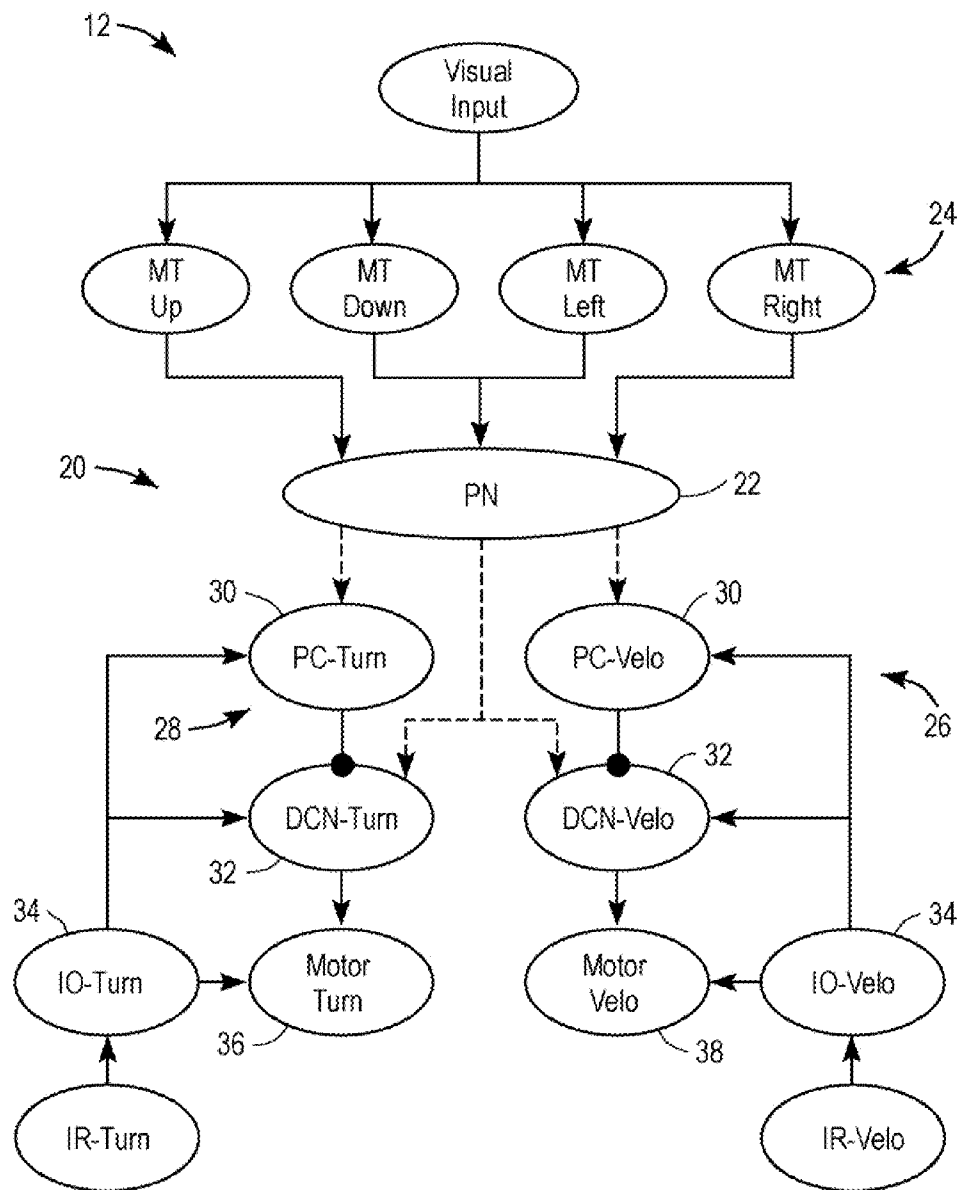 12
Visual
Input
24
MT
Up
MT
Down
MT
Left
MT
Right
20
PN
22
30
30
PC-Turn
PC-Velo
28
26
32
DCN-Turn
DCN-Velo
32
34
34
IO-Turn
Motor
Turn
Motor
Velo
IO-Velo
36
38
IR-Turn
IR-Velo